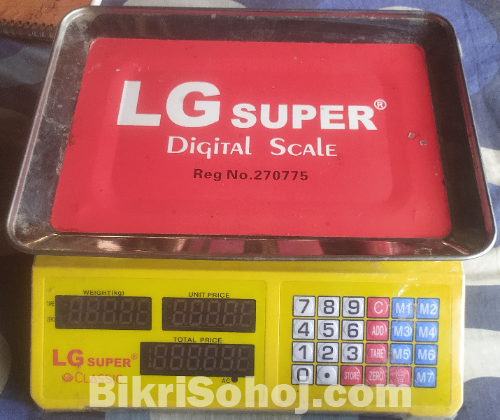 LG SUPER®
Digital Scale
Reg No.270775
WEIGHT(kg)
UNIT PRICE
TOTAL PRICE
LG SUPER®
CLASSIC
7 8 9 C M1 M2
4 5 6 ADD M3 M4
1 2 3 TARE M5 M6
0 • STORE ZERO M7
BikriSohoj.com